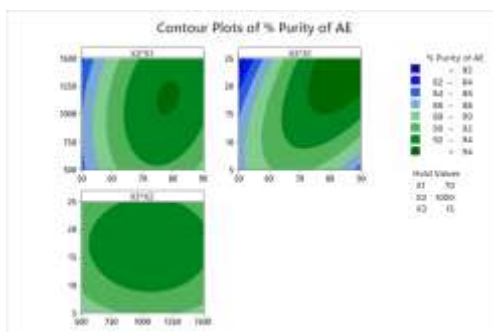 Contour Plots of % Purity of AE
X2*X1
X3*X1
% Purity of AE
< 82
82 – 84
84 – 86
86 – 88
88 – 90
90 – 92
92 – 94
> 94
Hold Values
X1 70
X2 1000
X3 15
1500
1250
1000
750
500
50 60 70 80 90
25
20
15
10
5
50 60 70 80 90
X3*X2
25
20
15
10
5
500 750 1000 1250 1500